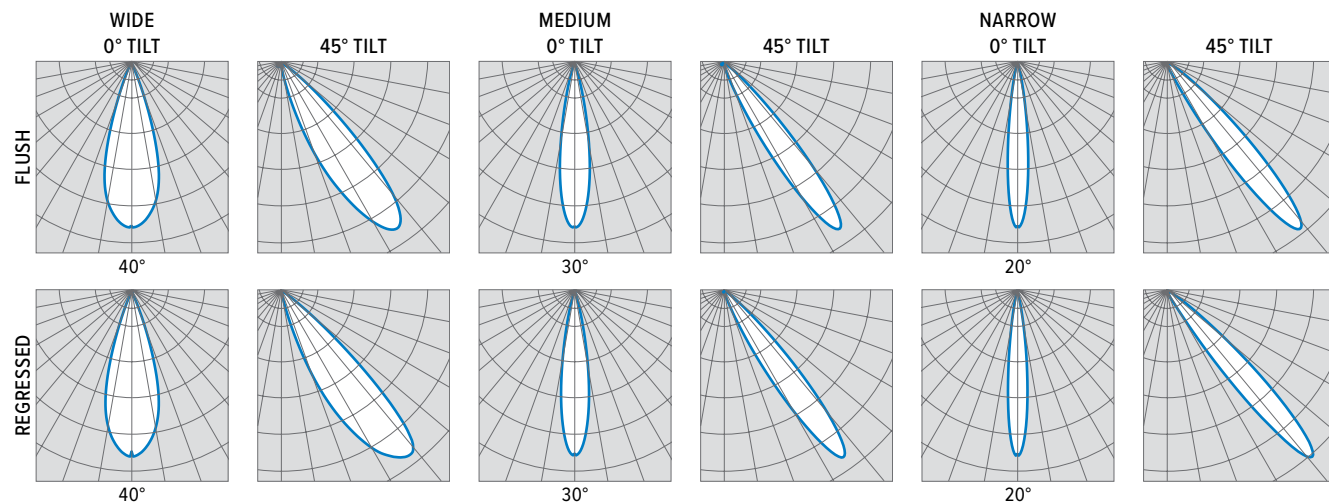 WIDE
MEDIUM
NARROW
0° TILT
45° TILT
0° TILT
45° TILT
0° TILT
45° TILT
FLUSH
40°
30°
20°
REGRESSED
40°
30°
20°